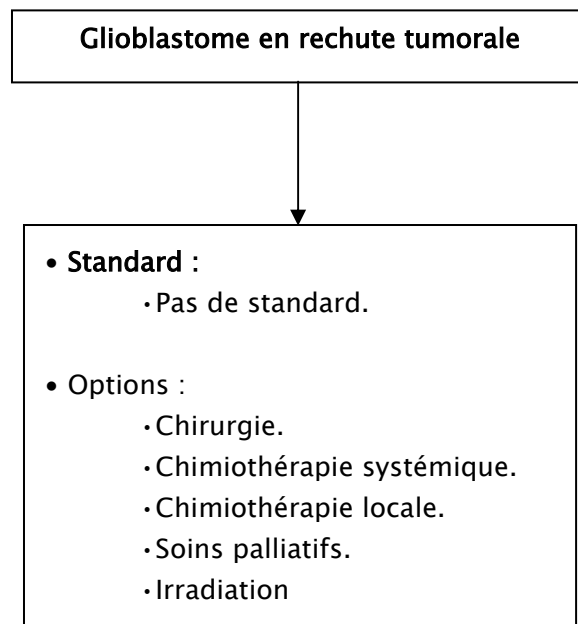 Glioblastome en rechute tumorale
• Standard :
• Pas de standard.
• Options :
• Chirurgie.
• Chimiothérapie systémique.
• Chimiothérapie locale.
• Soins palliatifs.
• Irradiation